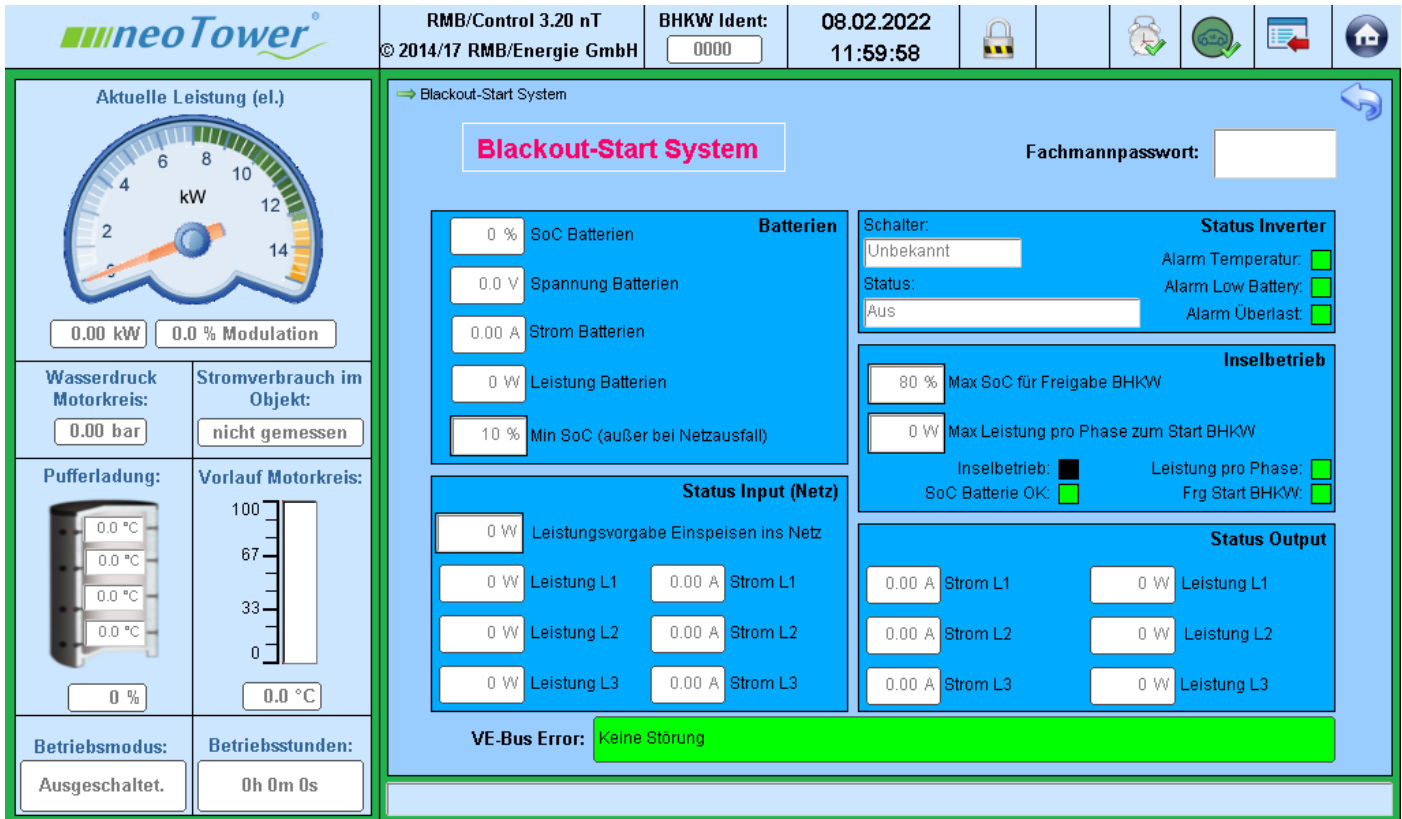 neoTower®
RMB/Control 3.20 nT
© 2014/17 RMB/Energie GmbH
BHKW Ident:
0000
08.02.2022
11:59:58
Aktuelle Leistung (el.)
0
2
4
6
8
10
12
14
kW
0.00 kW
0.0 % Modulation
Wasserdruck
Motorkreis:
0.00 bar
Stromverbrauch im
Objekt:
nicht gemessen
Pufferladung:
0.0 °C
0.0 °C
0.0 °C
0.0 °C
0 %
Vorlauf Motorkreis:
100
67
33
0
0.0 °C
Betriebsmodus:
Ausgeschaltet.
Betriebsstunden:
0h 0m 0s
Blackout-Start System
Blackout-Start System
Fachmannpasswort:
Batterien
0 % SoC Batterien
0.0 V Spannung Batterien
0.00 A Strom Batterien
0 W Leistung Batterien
10 % Min SoC (außer bei Netzausfall)
Status Input (Netz)
0 W Leistungsvorgabe Einspeisen ins Netz
0 W Leistung L1 0.00 A Strom L1
0 W Leistung L2 0.00 A Strom L2
0 W Leistung L3 0.00 A Strom L3
Schalter:
Status Inverter
Unbekannt
Alarm Temperatur:
Status:
Alarm Low Battery:
Aus
Alarm Überlast:
Inselbetrieb
80 % Max SoC für Freigabe BHKW
0 W Max Leistung pro Phase zum Start BHKW
Inselbetrieb: Leistung pro Phase:
SoC Batterie OK: Frg Start BHKW:
Status Output
0.00 A Strom L1 0 W Leistung L1
0.00 A Strom L2 0 W Leistung L2
0.00 A Strom L3 0 W Leistung L3
VE-Bus Error: Keine Störung